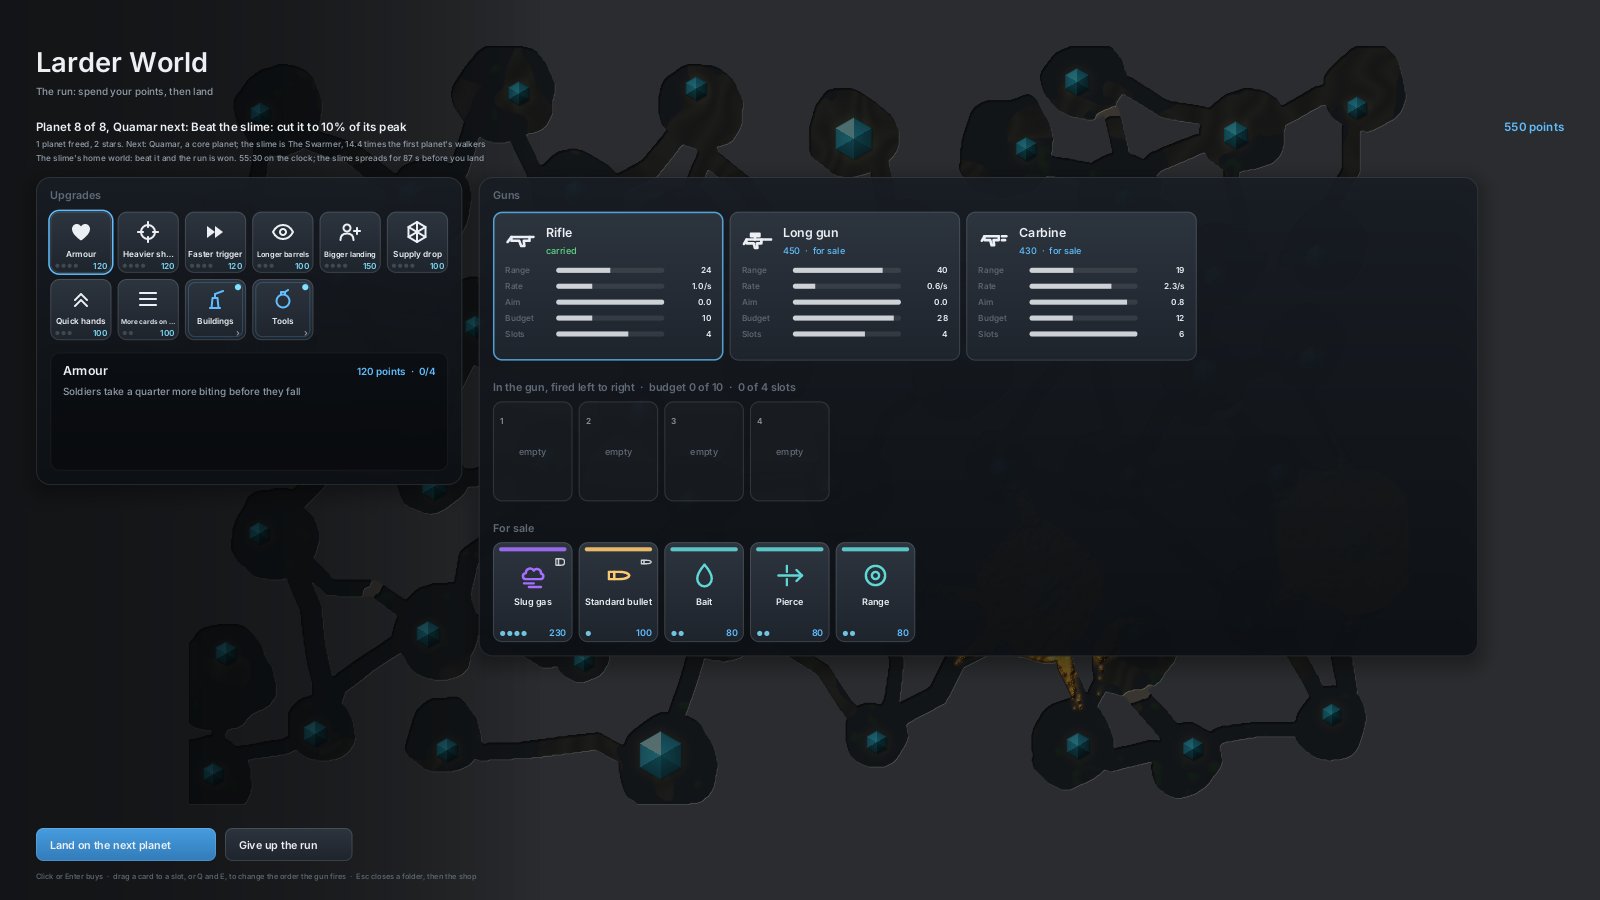 Larder World
The run: spend your points, then land
Planet 8 of 8, Quamar next: Beat the slime: cut it to 10% of its peak
550 points
1 planet freed, 2 stars. Next: Quamar, a core planet; the slime is The Swarmer, 14.4 times the first planet's walkers
The slime's home world: beat it and the run is won. 55:30 on the clock; the slime spreads for 87 s before you land
Upgrades
Armour
120
Heavier sh...
120
Faster trigger
120
Longer barrels
100
Bigger landing
150
Supply drop
100
Quick hands
100
More cards on ...
100
Buildings
Tools
Armour
120 points · 0/4
Soldiers take a quarter more biting before they fall
Guns
Rifle
carried
Range 24
Rate 1.0/s
Aim 0.0
Budget 10
Slots 4
Long gun
450 · for sale
Range 40
Rate 0.6/s
Aim 0.0
Budget 28
Slots 4
Carbine
430 · for sale
Range 19
Rate 2.3/s
Aim 0.8
Budget 12
Slots 6
In the gun, fired left to right · budget 0 of 10 · 0 of 4 slots
1
empty
2
empty
3
empty
4
empty
For sale
Slug gas
230
Standard bullet
100
Bait
80
Pierce
80
Range
80
Land on the next planet
Give up the run
Click or Enter buys · drag a card to a slot, or Q and E, to change the order the gun fires · Esc closes a folder, then the shop